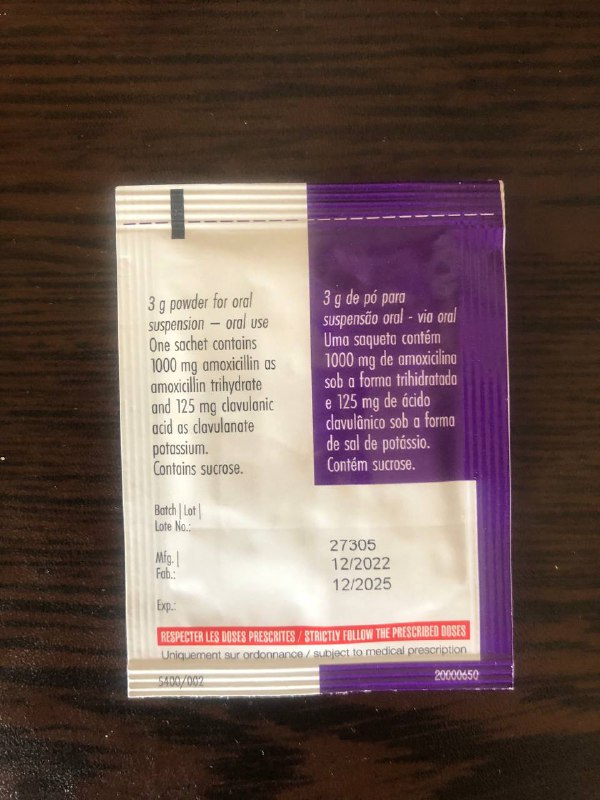 3 g powder for oral
suspension – oral use
One sachet contains
1000 mg amoxicillin as
amoxicillin trihydrate
and 125 mg clavulanic
acid as clavulanate
potassium.
Contains sucrose.
3 g de pó para
suspensão oral - via oral
Uma saqueta contém
1000 mg de amoxicilina
sob a forma trihidratada
e 125 mg de ácido
clavulânico sob a forma
de sal de potássio.
Contém sucrose.
Batch | Lot |
Lote No.:
Mfg. |
Fab.:
Exp.:
27305
12/2022
12/2025
RESPECTER LES DOSES PRESCRITES / STRICTLY FOLLOW THE PRESCRIBED DOSES
Uniquement sur ordonnance / subject to medical prescription
5400/002
20000650